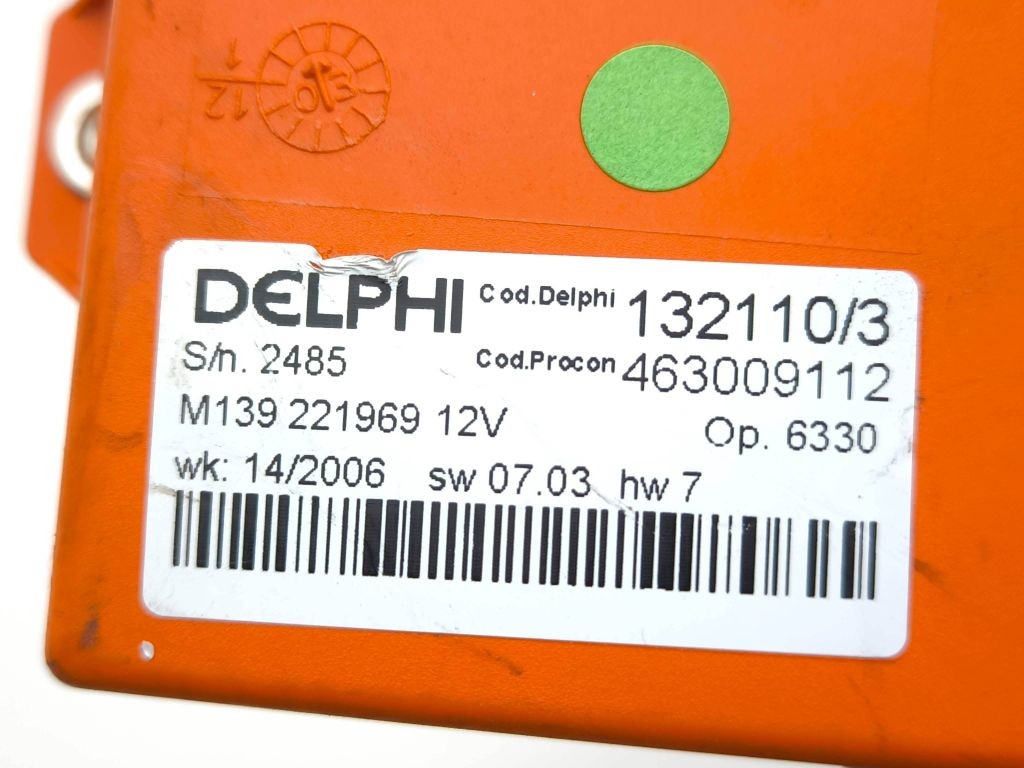 12
DELPHI Cod.Delphi 132110/3
S/n. 2485 Cod.Procon 463009112
M139 221969 12V Op. 6330
wk: 14/2006 sw 07.03 hw 7